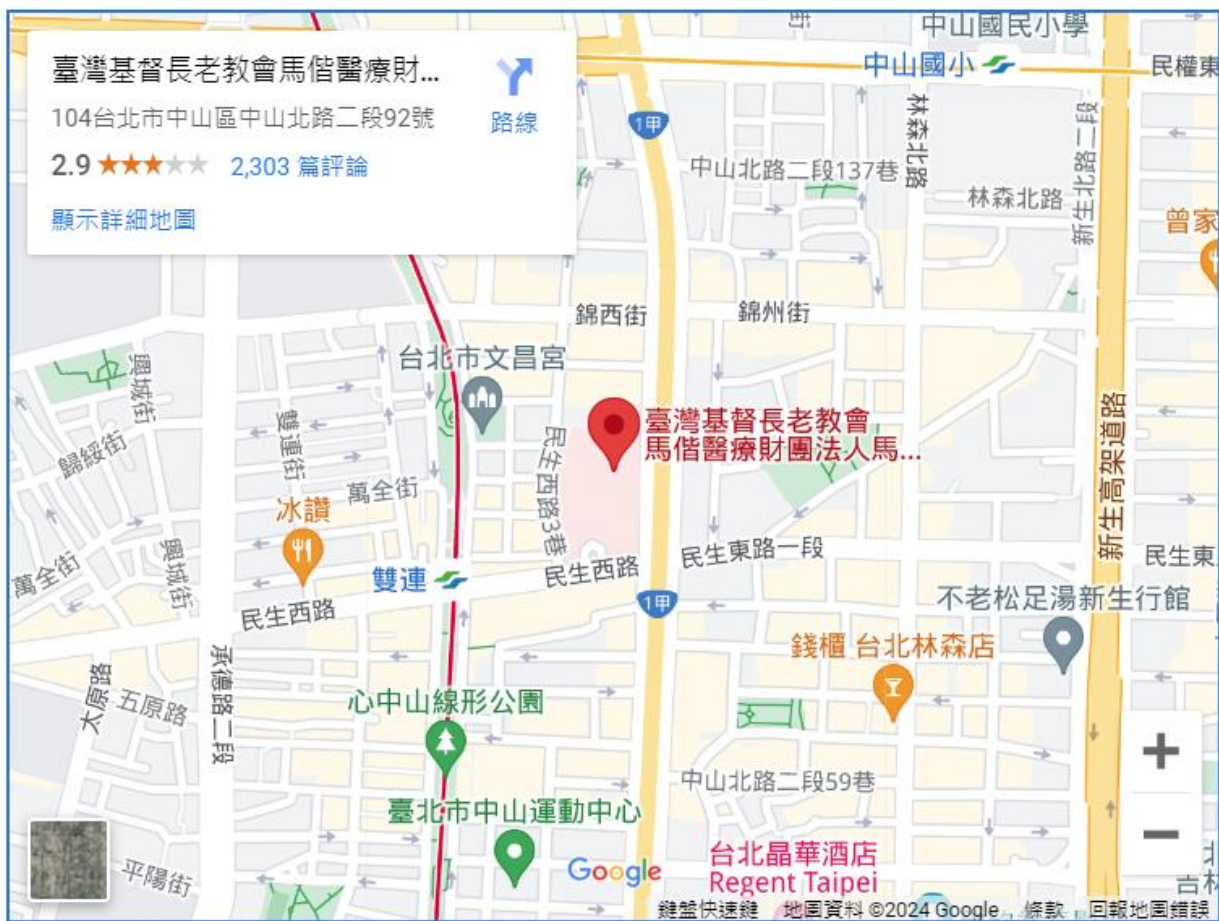 臺灣基督長老教會馬偕醫療財...
104台北市中山區中山北路二段92號
路線
2.9
2,303 篇評論
顯示詳細地圖
中山國民小學
中山國小
民權東
1甲
林森北路
新生北路二段
中山北路二段137巷
林森北路
曾家
錦西街
錦州街
台北市文昌宮
興城街
雙連街
歸綏街
萬全街
民生西路3巷
臺灣基督長老教會
馬偕醫療財團法人馬...
新生高架道路
冰讚
萬全街
興城街
雙連
民生西路
民生東路一段
民生東
民生西路
1甲
不老松足湯新生行館
錢櫃 台北林森店
太原路
五原路
承德路二段
心中山線形公園
中山北路二段59巷
臺北市中山運動中心
平陽街
Google
台北晶華酒店
Regent Taipei
吉林
鍵盤快速鍵
地圖資料 ©2024 Google
條款
回報地圖錯誤